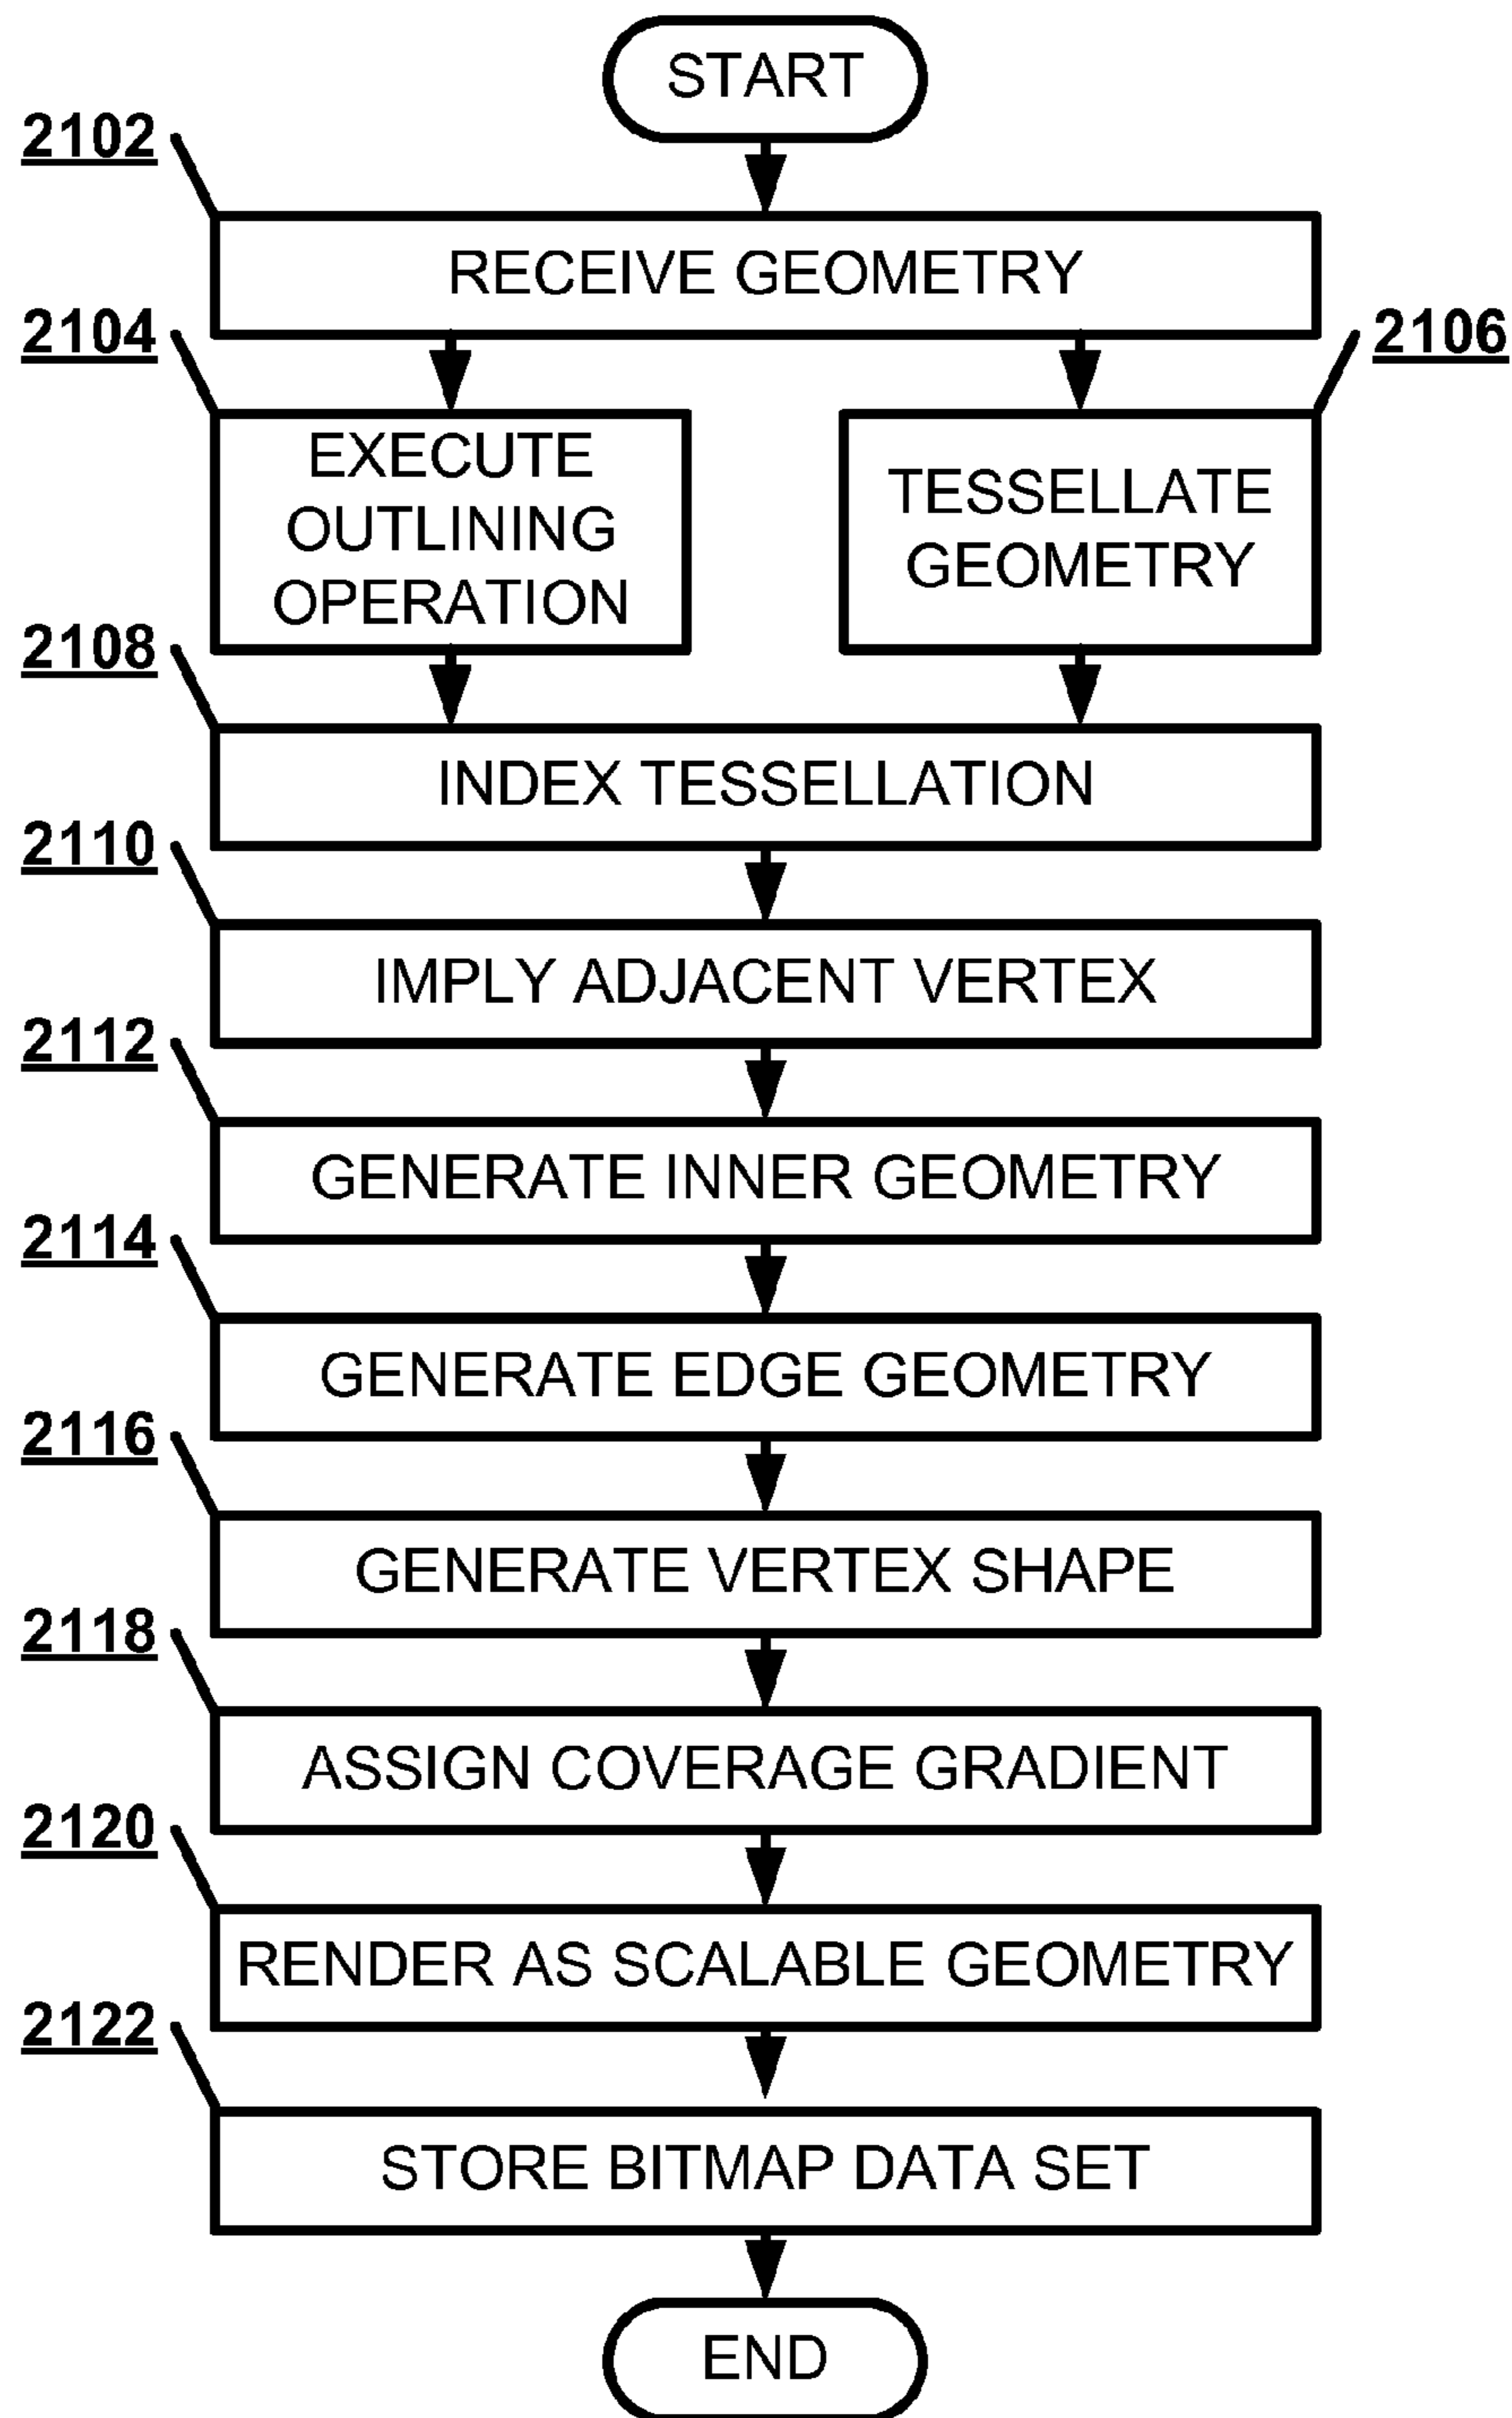 START
2102
RECEIVE GEOMETRY
2104
2106
EXECUTE
OUTLINING
OPERATION
TESSELLATE
GEOMETRY
2108
INDEX TESSELLATION
2110
IMPLY ADJACENT VERTEX
2112
GENERATE INNER GEOMETRY
2114
GENERATE EDGE GEOMETRY
2116
GENERATE VERTEX SHAPE
2118
ASSIGN COVERAGE GRADIENT
2120
RENDER AS SCALABLE GEOMETRY
2122
STORE BITMAP DATA SET
END